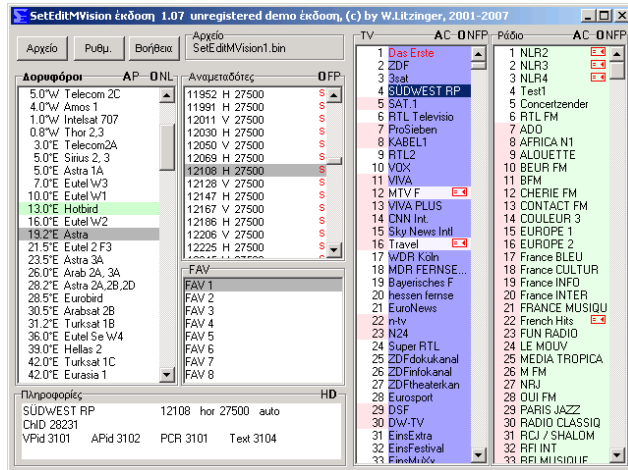 SetEditMVision έκδοση 1.07 unregistered demo έκδοση, (c) by W.Litzinger, 2001-2007
Αρχείο
Ρυθμ.
Βοήθεια
Αρχείο
SetEditMVision1.bin
Δορυφόροι AP ONL
5.0°W Telecom 2C
4.0°W Amos 1
1.0°W Intelsat 707
0.8°W Thor 2,3
3.0°E Telecom2A
5.0°E Sirius 2, 3
5.0°E Astra 1A
7.0°E Eutel W3
10.0°E Eutel W1
13.0°E Hotbird
16.0°E Eutel W2
19.2°E Astra
21.5°E Eutel 2 F3
23.5°E Astra 3A
26.0°E Arab 2A, 3A
28.2°E Astra 2A,2B,2D
28.5°E Eurobird
30.5°E Arabsat 2B
31.2°E Turksat 1B
36.0°E Eutel Se W4
39.0°E Hellas 2
42.0°E Turksat 1C
42.0°E Eurasia 1
Αναμεταδότες OFP
11952 H 27500 S
11991 H 27500 S
12011 V 27500 S
12030 H 27500 S
12050 V 27500 S
12069 H 27500 S
12108 H 27500 S
12128 V 27500 S
12147 H 27500 S
12167 V 27500 S
12186 H 27500 S
12206 V 27500 S
12225 H 27500 S
FAV
FAV 1
FAV 2
FAV 3
FAV 4
FAV 5
FAV 6
FAV 7
FAV 8
Πληροφορίες HD
SÜDWEST RP 12108 hor 27500 auto
ChID 28231
VPid 3101 APid 3102 PCR 3101 Text 3104
TV AC ONFP
1 Das Erste
2 ZDF
3 3sat
4 SÜDWEST RP
5 SAT.1
6 RTL Televisio
7 ProSieben
8 KABEL1
9 RTL2
10 VOX
11 VIVA
12 MTV F
13 VIVA PLUS
14 CNN Int.
15 Sky News Intl
16 Travel
17 WDR Köln
18 MDR FERNSE...
19 Bayerisches F
20 hessen fernse
21 EuroNews
22 n-tv
23 N24
24 Super RTL
25 ZDFdokukanal
26 ZDFinfokanal
27 ZDFtheaterkan
28 Eurosport
29 DSF
30 DW-TV
31 EinsExtra
32 EinsFestival
33 EinsMuXx
Ράδιο AC ONFP
1 NLR2
2 NLR3
3 NLR4
4 Test1
5 Concertzender
6 RTL FM
7 ADO
8 AFRICA N1
9 ALOUETTE
10 BEUR FM
11 BFM
12 CHERIE FM
13 CONTACT FM
14 COULEUR 3
15 EUROPE 1
16 EUROPE 2
17 France BLEU
18 France CULTUR
19 France INFO
20 France INTER
21 FRANCE MUSIQU
22 French Hits
23 FUN RADIO
24 LE MOUV
25 MEDIA TROPICA
26 M FM
27 NRJ
28 OUI FM
29 PARIS JAZZ
30 RADIO CLASSIQ
31 RCJ / SHALOM
32 RFI INT
33 RFI MUSIQUE